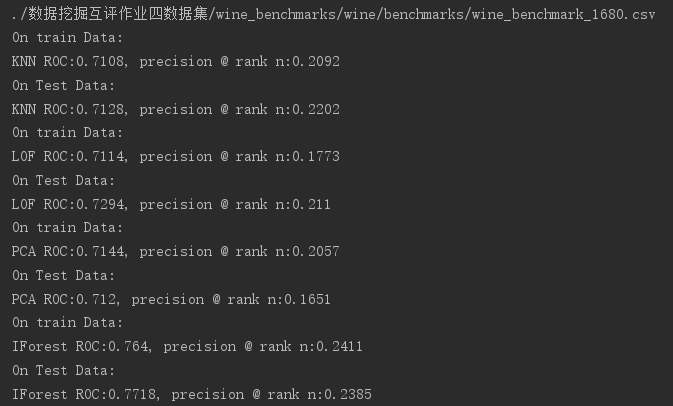 ./数据挖掘互评作业四数据集/wine_benchmarks/wine/benchmarks/wine_benchmark_1680.csv
On train Data:
KNN ROC:0.7108, precision @ rank n:0.2092
On Test Data:
KNN ROC:0.7128, precision @ rank n:0.2202
On train Data:
LOF ROC:0.7114, precision @ rank n:0.1773
On Test Data:
LOF ROC:0.7294, precision @ rank n:0.211
On train Data:
PCA ROC:0.7144, precision @ rank n:0.2057
On Test Data:
PCA ROC:0.712, precision @ rank n:0.1651
On train Data:
IForest ROC:0.764, precision @ rank n:0.2411
On Test Data:
IForest ROC:0.7718, precision @ rank n:0.2385